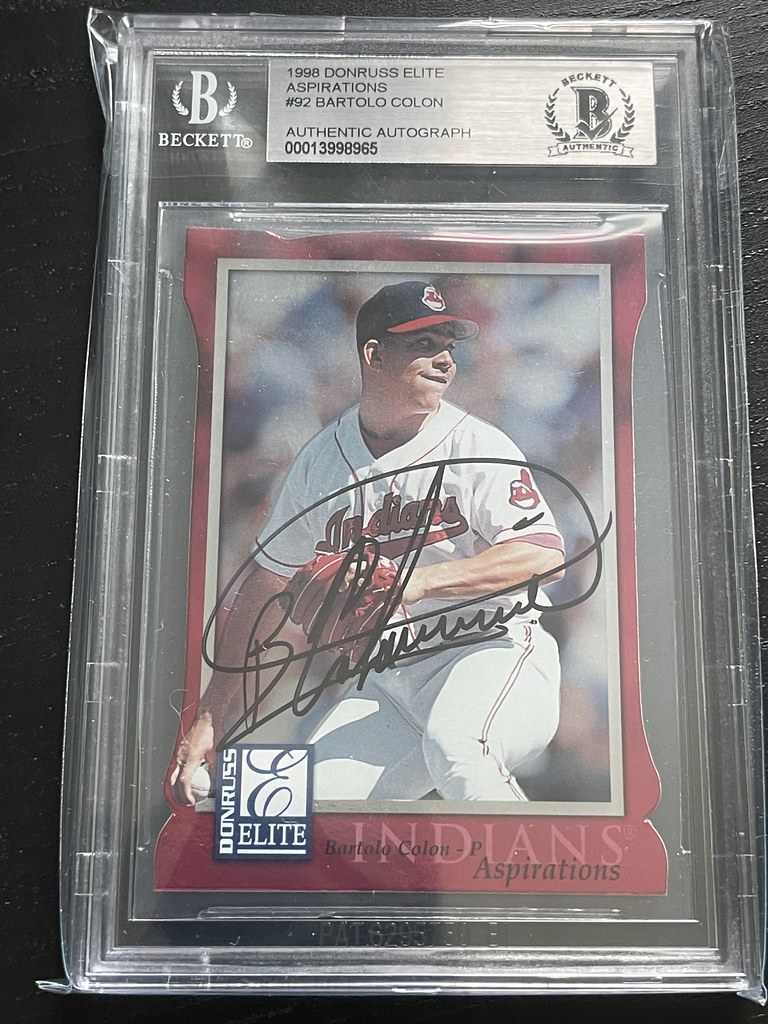 1998 DONRUSS ELITE
ASPIRATIONS
#92 BARTOLO COLON
AUTHENTIC AUTOGRAPH
00013998965
B
BECKETT®
BECKETT
B
AUTHENTIC
Indians
DONRUSS
E
ELITE
INDIANS®
Bartolo Colon - P
Aspirations